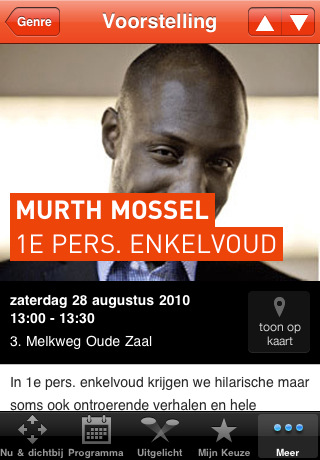 Genre
Voorstelling
MURTH MOSSEL
1E PERS. ENKELVOUD
zaterdag 28 augustus 2010
13:00 - 13:30
3. Melkweg Oude Zaal
toon op
kaart
In 1e pers. enkelvoud krijgen we hilarische maar
soms ook ontroerende verhalen en hele
Nu & dichtbij
Programma
Uitgelicht
Mijn Keuze
Meer